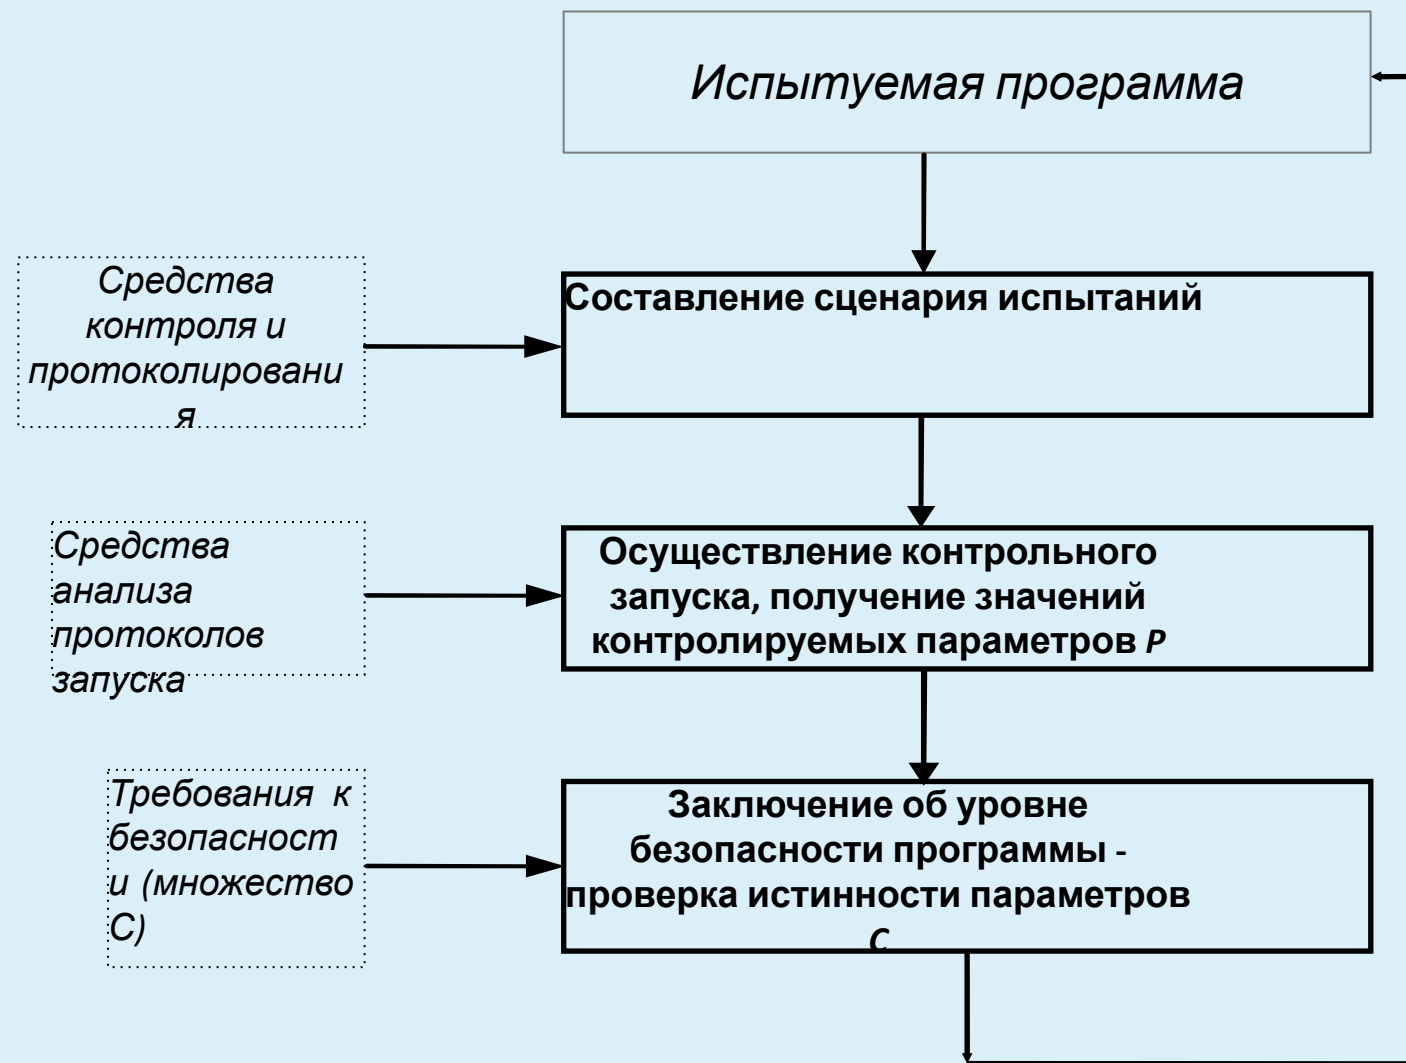 Испытуемая программа
Средства
контроля и
протоколировани
я
Составление сценария испытаний
Средства
анализа
протоколов
запуска
Осуществление контрольного
запуска, получение значений
контролируемых параметров P
Требования к
безопасност
и (множество
С)
Заключение об уровне
безопасности программы -
проверка истинности параметров
C